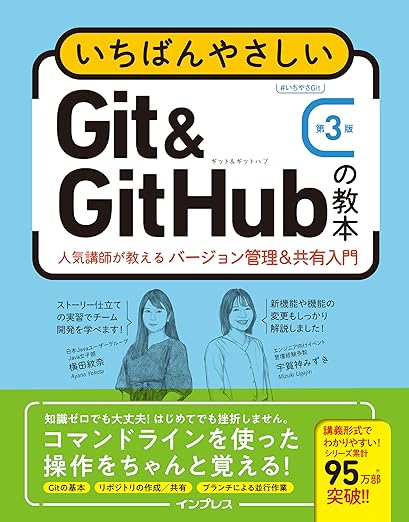 いちばんやさしい
#いちやさGit
Git&
ギット&ギットハブ
GitHub
の教本
第3版
人気講師が教えるバージョン管理&共有入門
ストーリー仕立て
の実習でチーム
開発を学べます!
日本Javaユーザーグループ
Java女子部
横田紋奈
Ayana Yokota
新機能や機能の
変更もしっかり
解説しました!
エンジニア向けイベント
登壇経験多数
宇賀神みずき
Mizuki Ugajin
知識ゼロでも大丈夫!はじめてでも挫折しません。
コマンドラインを使った
操作をちゃんと覚える!
Gitの基本
リポジトリの作成/共有
ブランチによる並行作業
講義形式で
わかりやすい!
シリーズ累計
95万部
突破!!
インプレス